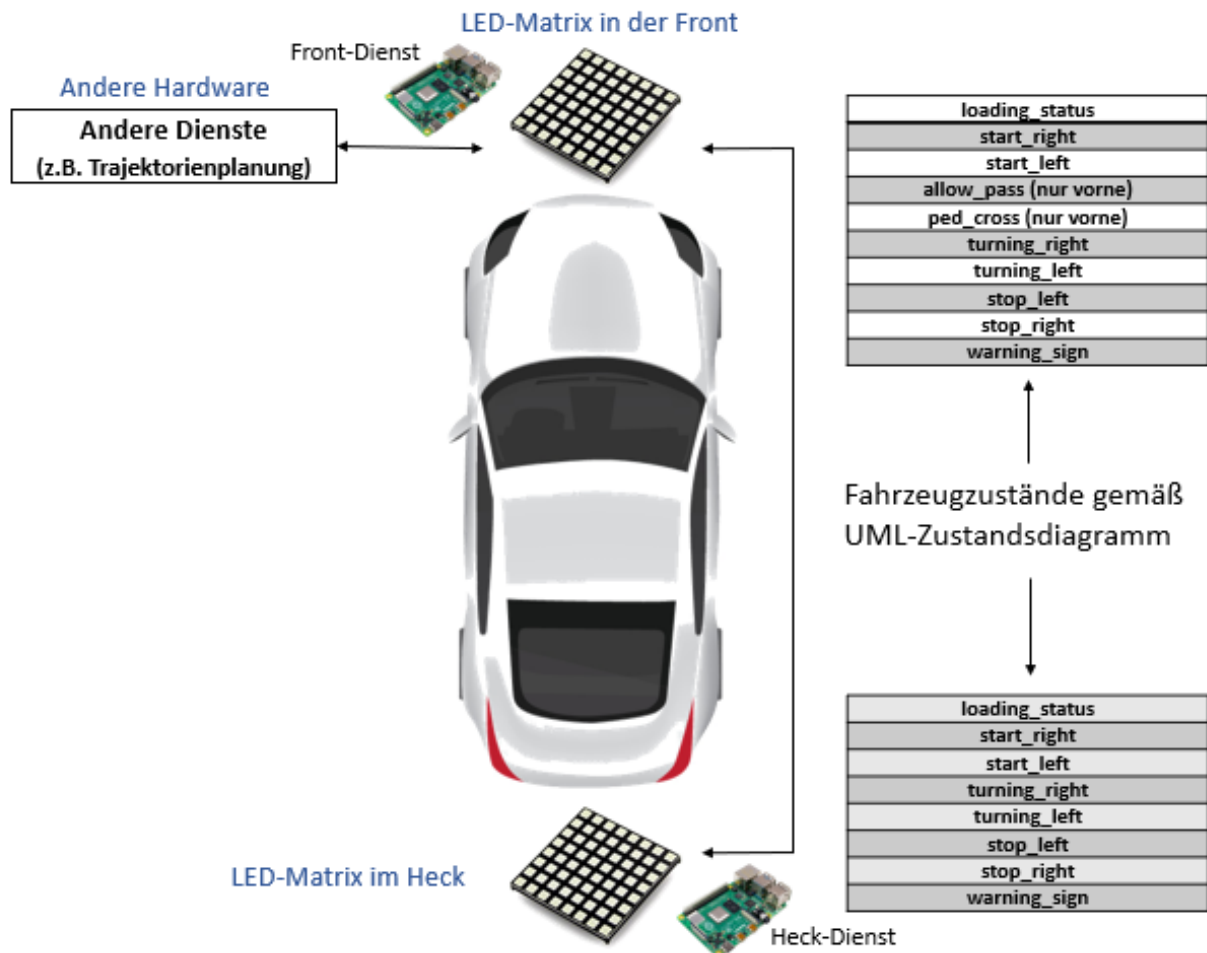 LED-Matrix in der Front
Front-Dienst
Andere Hardware
Andere Dienste
(z.B. Trajektorienplanung)
loading_status
start_right
start_left
allow_pass (nur vorne)
ped_cross (nur vorne)
turning_right
turning_left
stop_left
stop_right
warning_sign
Fahrzeugzustände gemäß
UML-Zustandsdiagramm
loading_status
start_right
start_left
turning_right
turning_left
stop_left
stop_right
warning_sign
LED-Matrix im Heck
Heck-Dienst